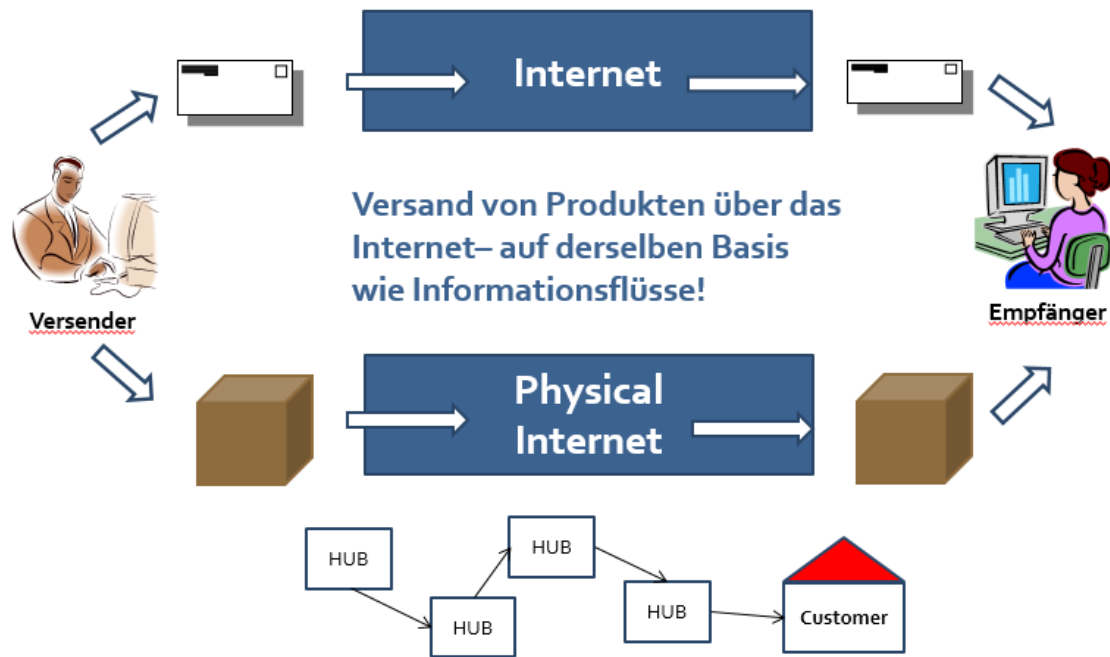 Internet
Versand von Produkten über das
Internet– auf derselben Basis
wie Informationsflüsse!
Versender
Empfänger
Physical
Internet
HUB
HUB
HUB
HUB
Customer